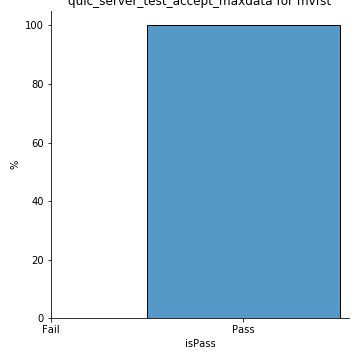 quic_server_test_accept_maxdata for mvfst
100
80
60
40
20
0
%
Fail
Pass
isPass